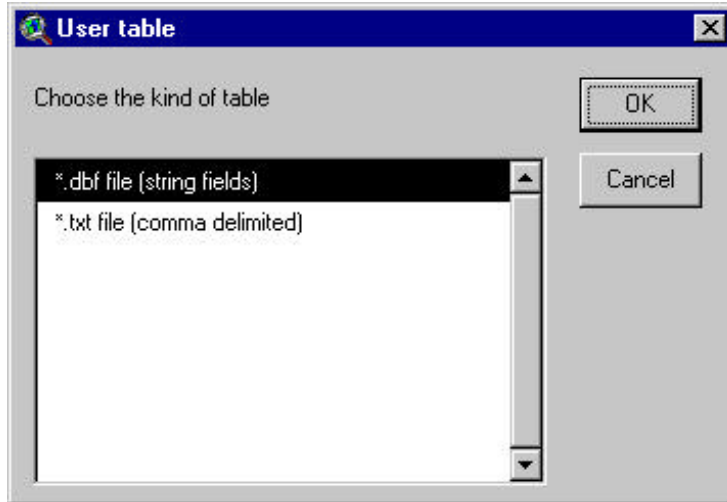 User table
Choose the kind of table
OK
*.dbf file (string fields)
Cancel
*.txt file (comma delimited)